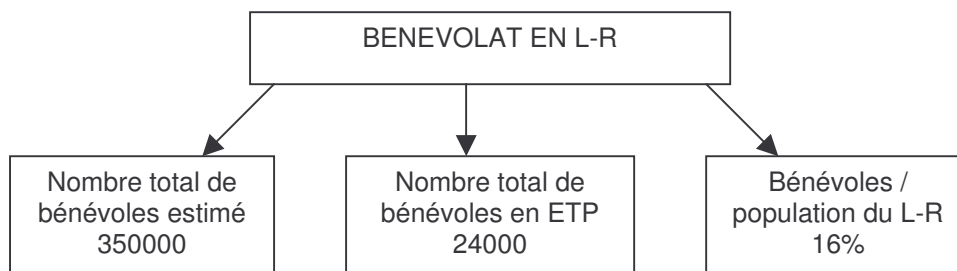 BENEVOLAT EN L-R
Nombre total de
bénévoles estimé
350000
Nombre total de
bénévoles en ETP
24000
Bénévoles /
population du L-R
16%